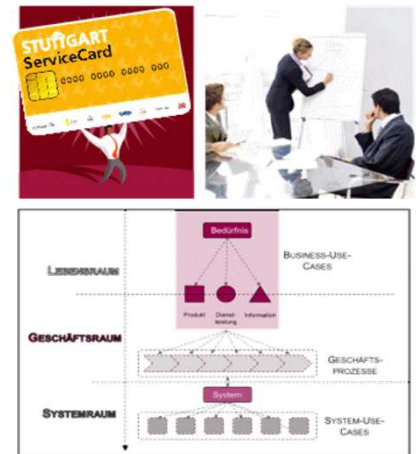 STUTTGART
ServiceCard
0000 0000 0000 000
Bedürfnis
BUSINESS-USE-
CASES
LEBENSRAUM
Produkt
Dienst-
leistung
Information
GESCHÄFTSRAUM
GESCHÄFTS-
PROZESSE
System
SYSTEMRAUM
SYSTEM-USE-
CASES